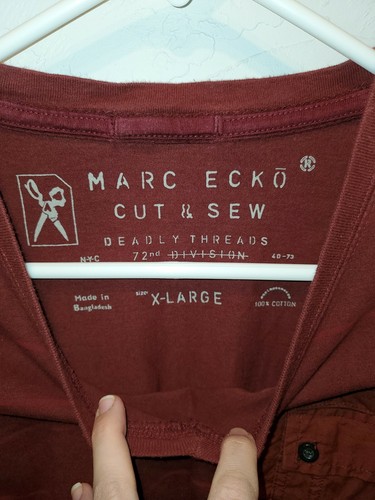 MARC ECKŌ ®
CUT & SEW
DEADLY THREADS
NYC 72nd DIVISION 40-73
Made in Bangladesh
size: X-LARGE
100% COTTON